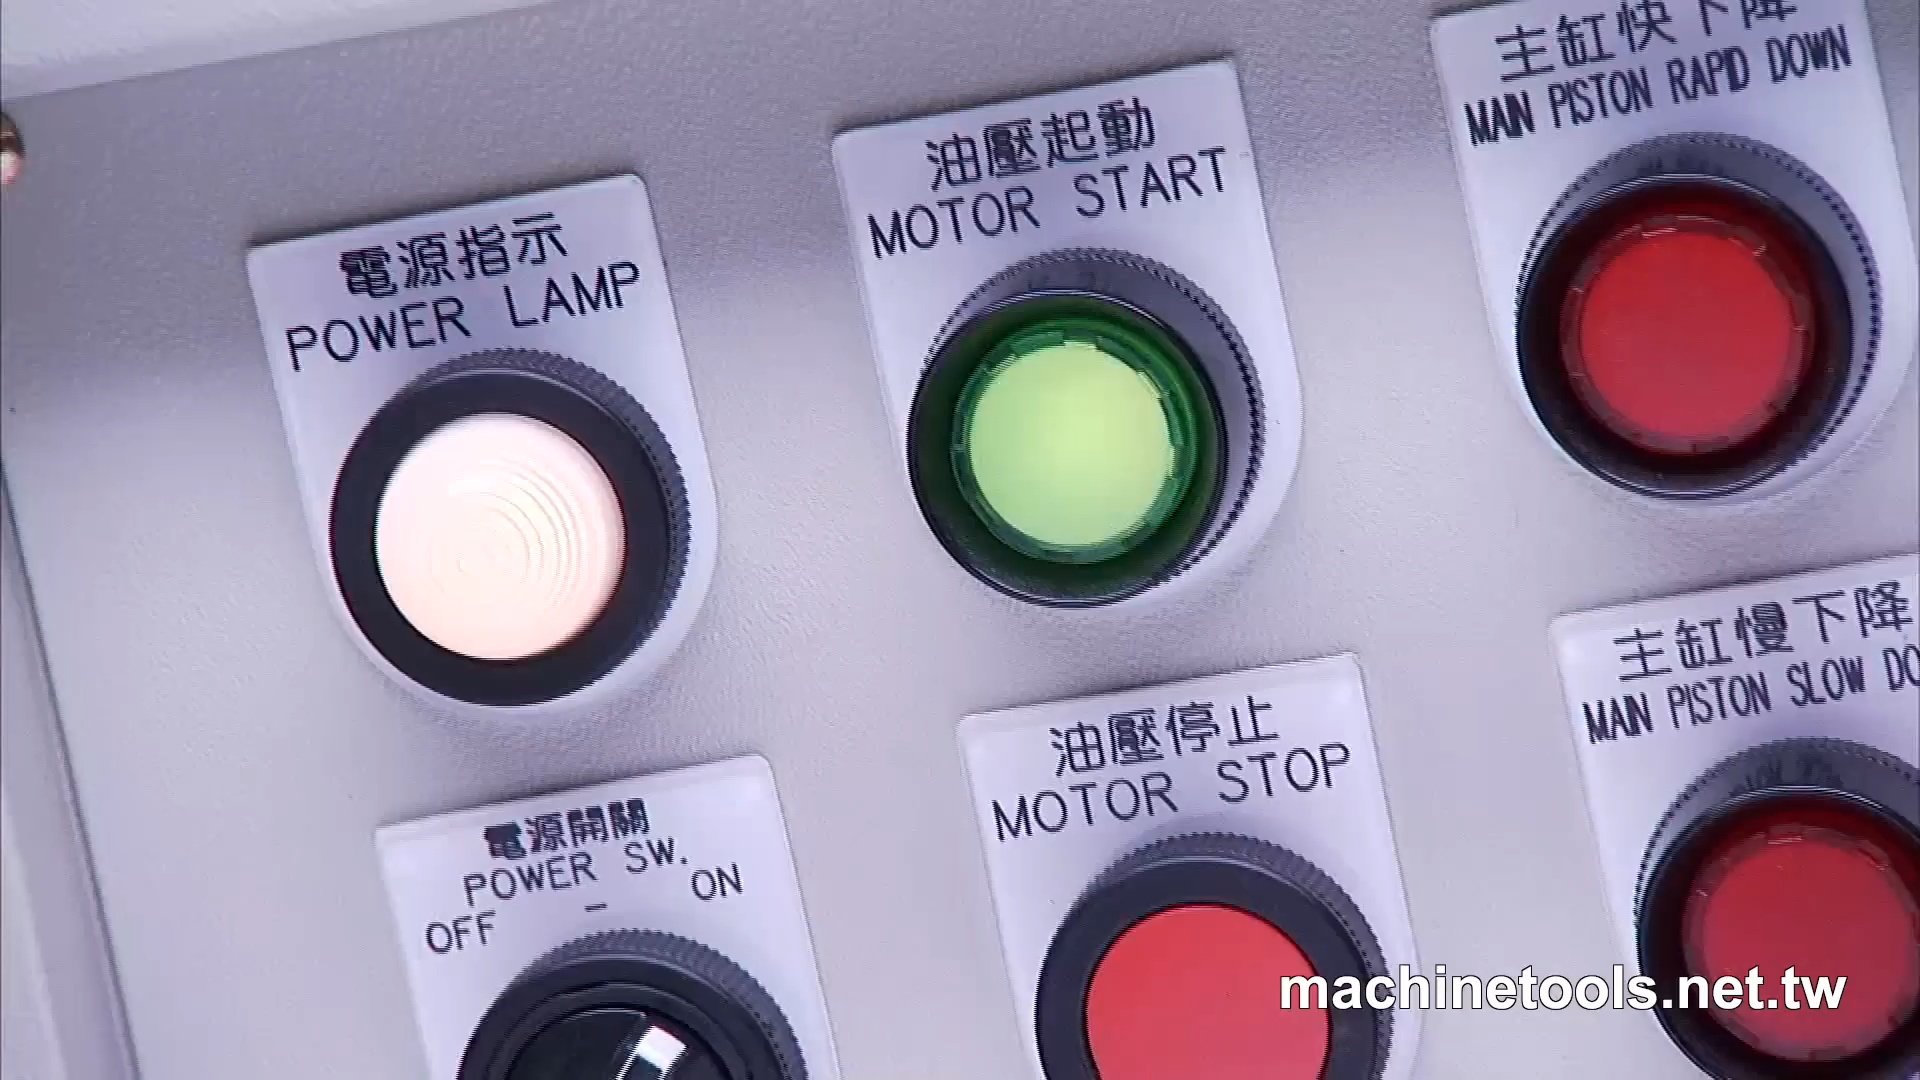 電源指示
POWER LAMP
油壓起動
MOTOR START
主缸快下降
MAIN PISTON RAPID DOWN
電源開關
POWER SW.
OFF – ON
油壓停止
MOTOR STOP
主缸慢下降
MAIN PISTON SLOW DO
machinetools.net.tw